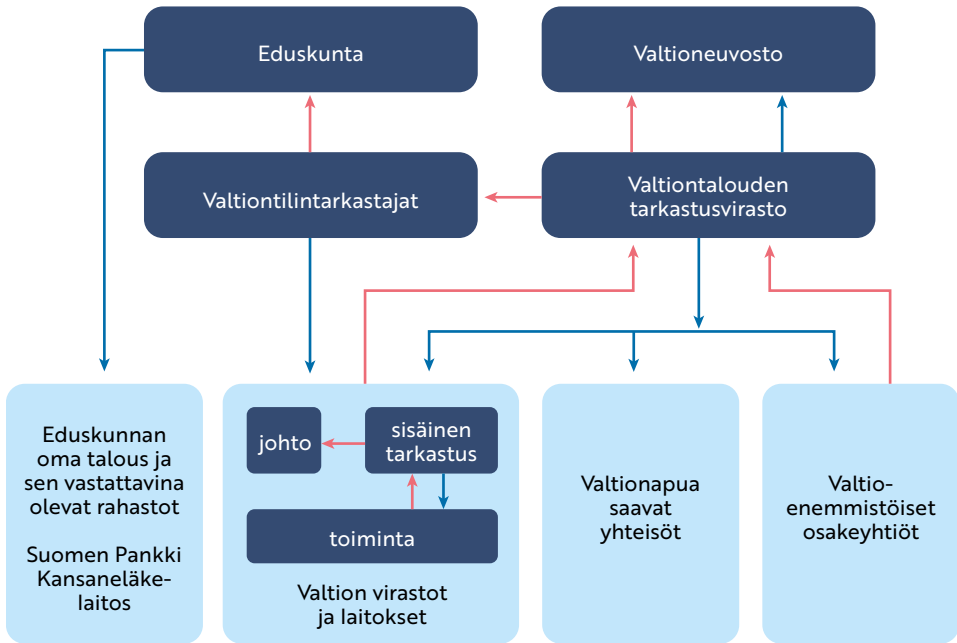 Eduskunta
Valtioneuvosto
Valtiontilintarkastajat
Valtiontalouden
tarkastusvirasto
Eduskunnan
oma talous ja
sen vastattavina
olevat rahastot
Suomen Pankki
Kansaneläke-
laitos
johto
sisäinen
tarkastus
toiminta
Valtion virastot
ja laitokset
Valtionapua
saavat
yhteisöt
Valtio-
enemmistöiset
osakeyhtiöt